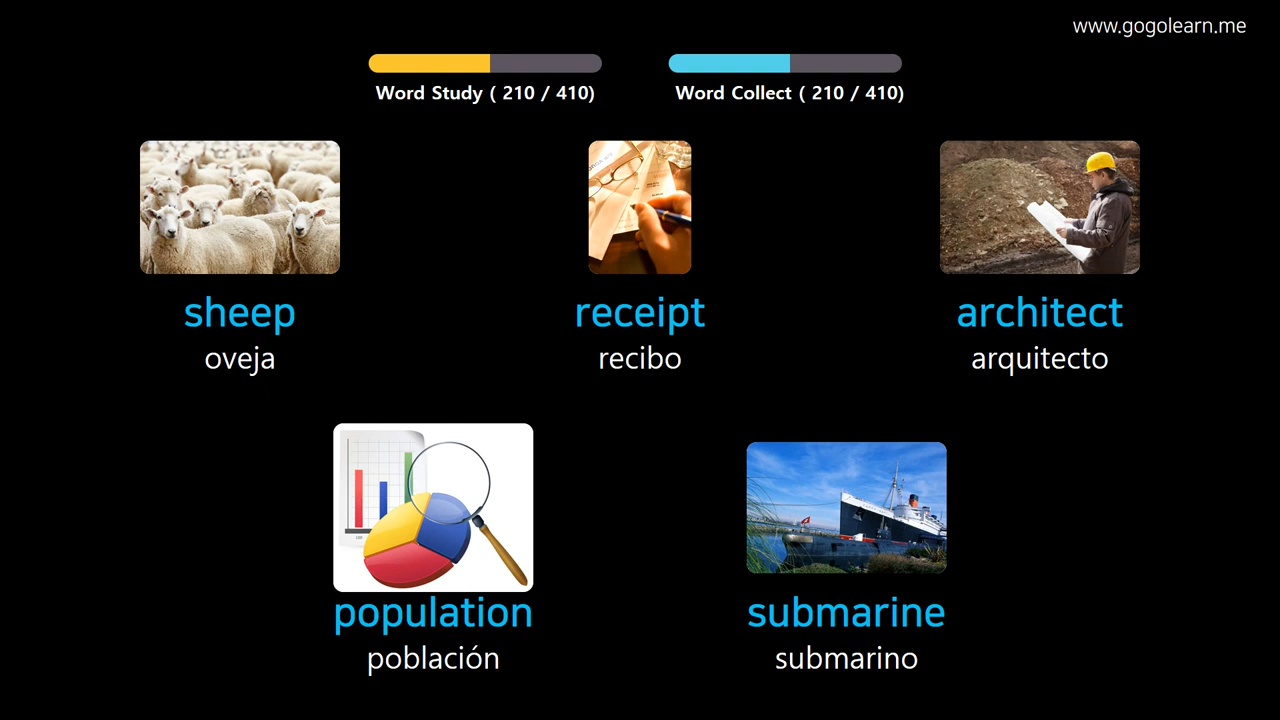 www.gogolearn.me
Word Study ( 210 / 410)
Word Collect ( 210 / 410)
sheep
oveja
receipt
recibo
architect
arquitecto
population
población
submarine
submarino